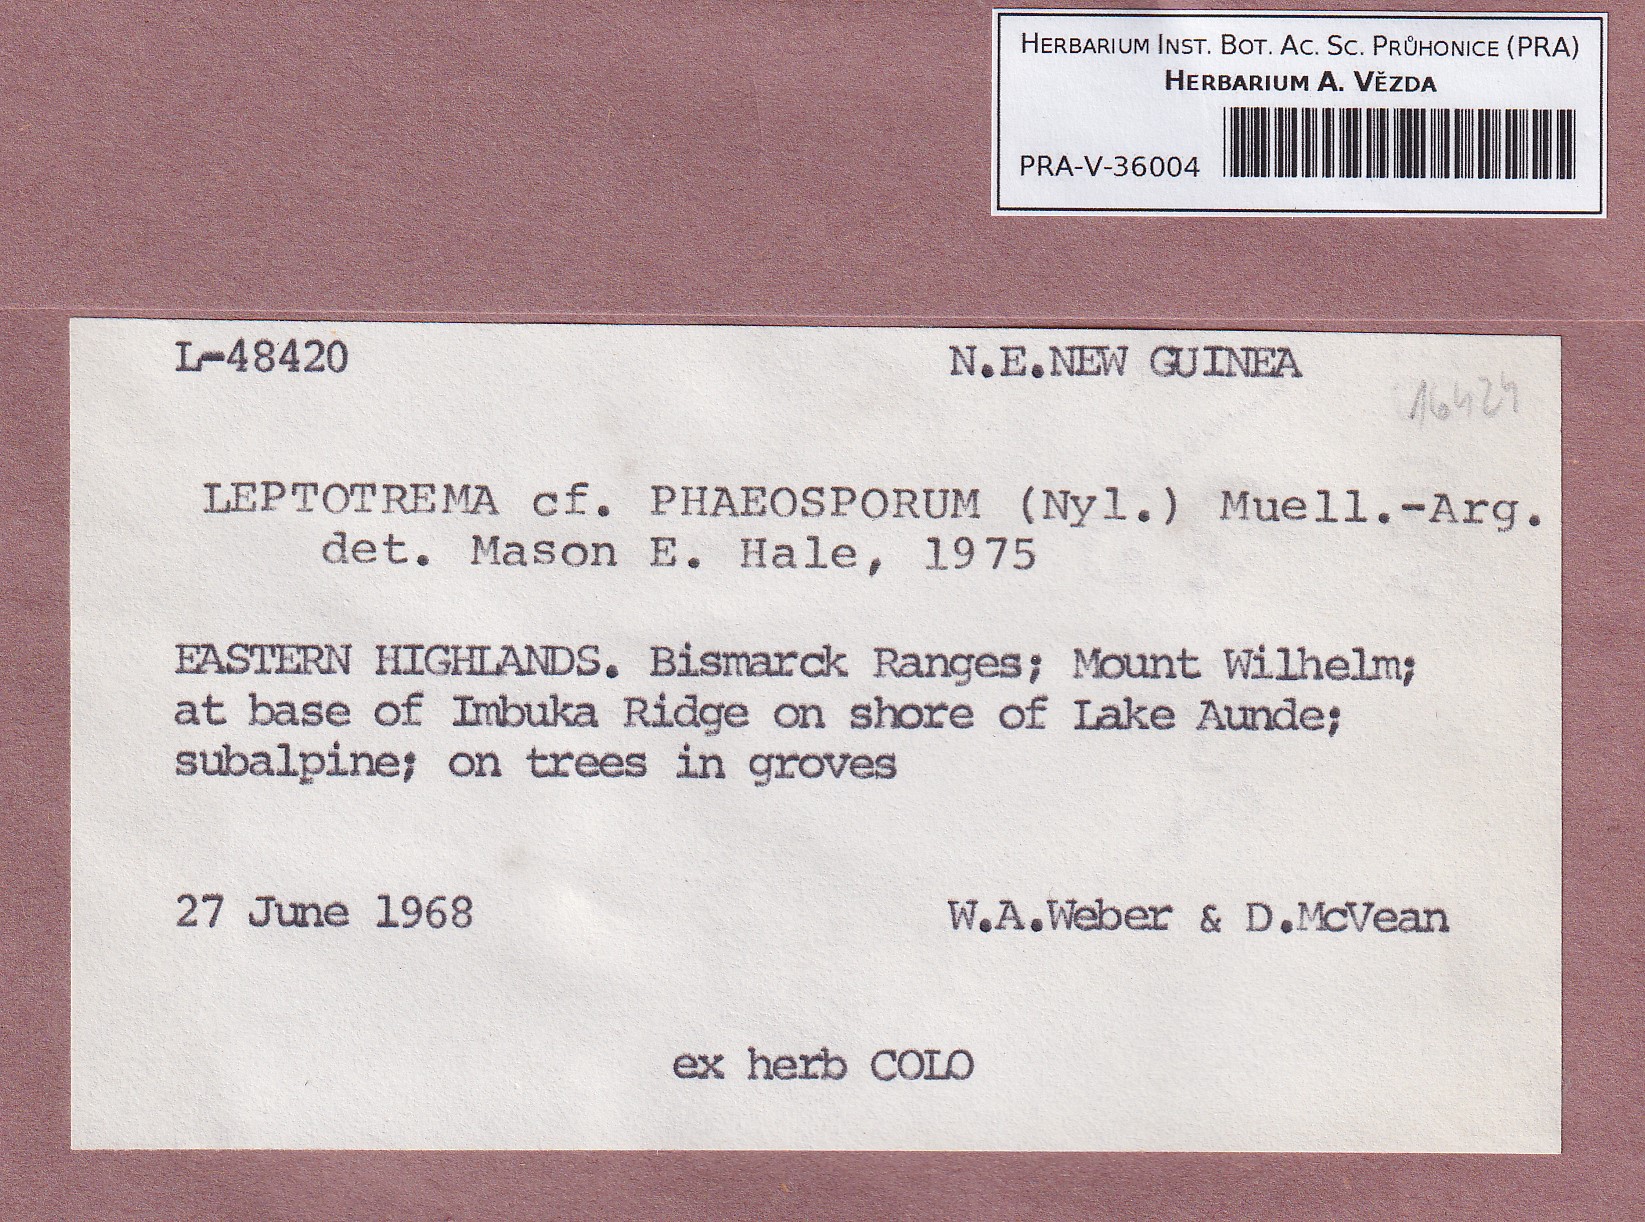 HERBARIUM INST. BOT. AC. SC. PRŮHONICE (PRA)
HERBARIUM A. VĚZDA
PRA-V-36004
L-48420 N.E.NEW GUINEA
16424
LEPTOTREMA cf. PHAEOSPORUM (Nyl.) Muell.-Arg.
det. Mason E. Hale, 1975
EASTERN HIGHLANDS. Bismarck Ranges; Mount Wilhelm;
at base of Imbuka Ridge on shore of Lake Aunde;
subalpine; on trees in groves
27 June 1968 W.A.Weber & D.McVean
ex herb COLO